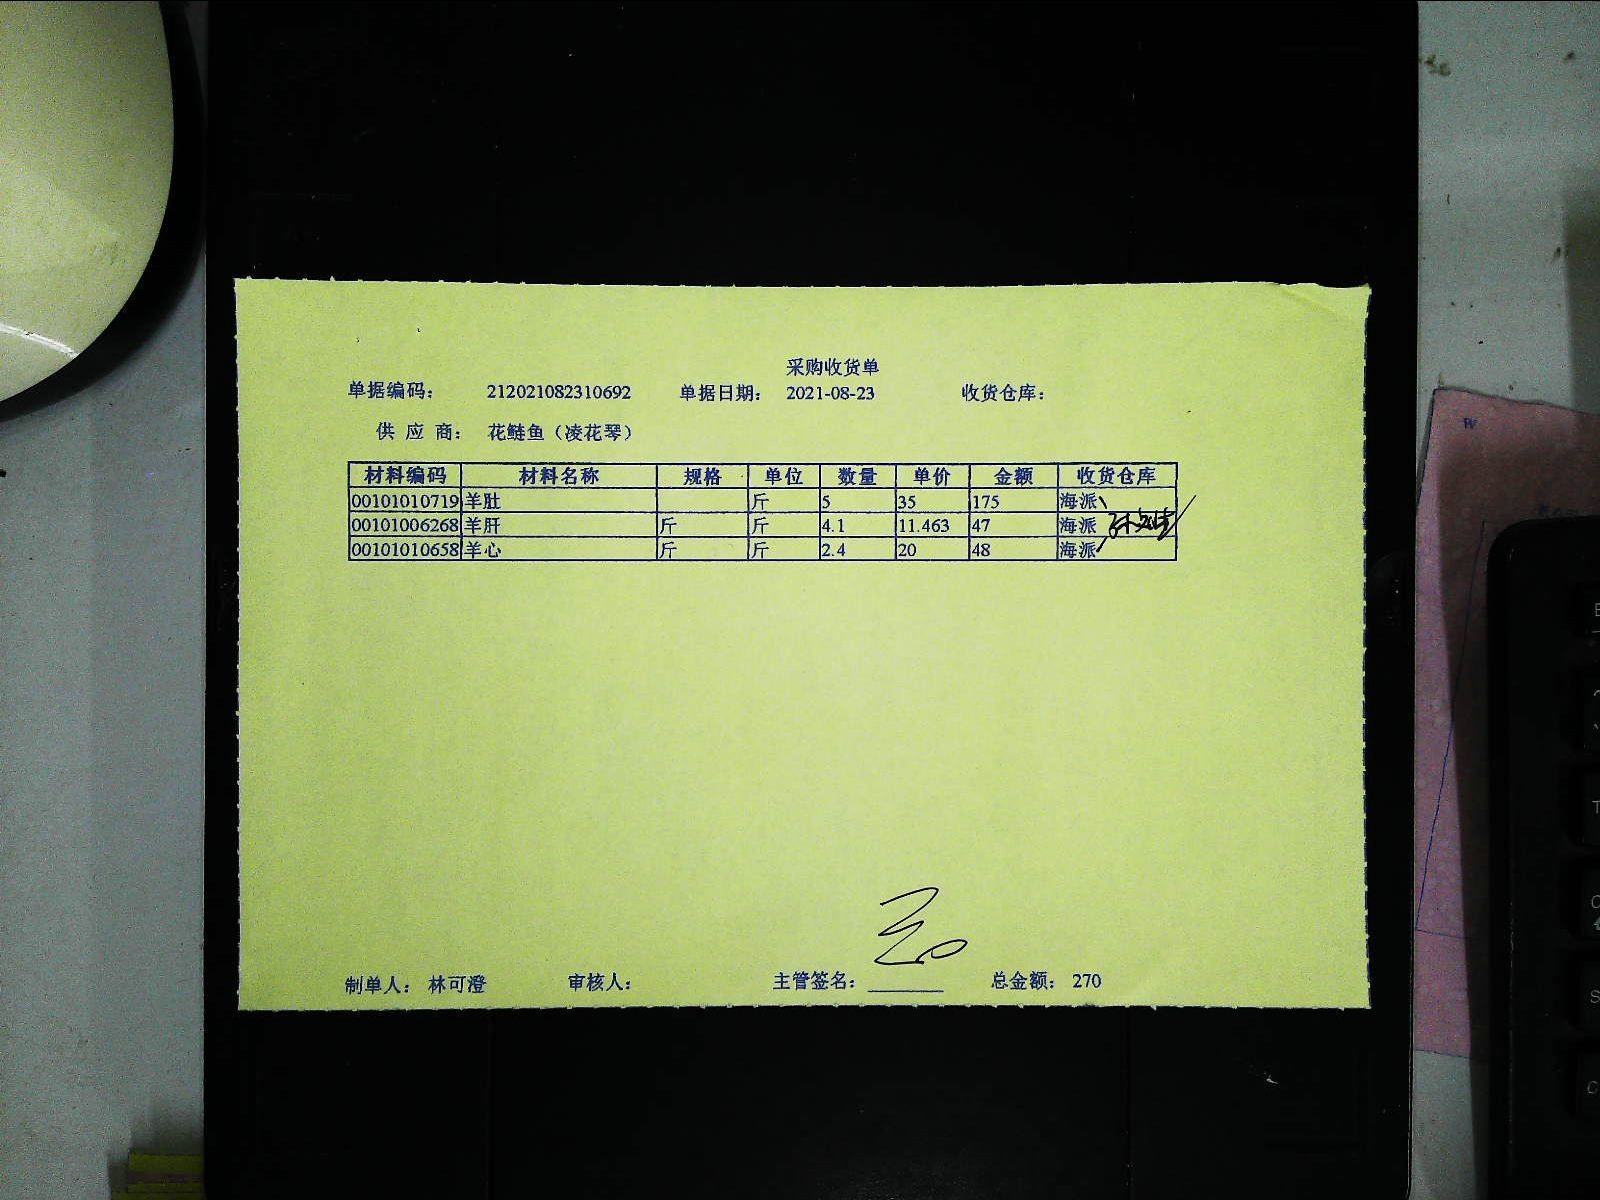 采购收货单
单据编码： 212021082310692 单据日期： 2021-08-23 收货仓库：
供 应 商： 花鲢鱼（凌花琴）
材料编码 材料名称 规格 单位 数量 单价 金额 收货仓库
00101010719 羊肚 斤 5 35 175 海派
00101006268 羊肝 斤 斤 4.1 11.463 47 海派
00101010658 羊心 斤 斤 2.4 20 48 海派
制单人： 林可澄 审核人： 主管签名： 总金额： 270